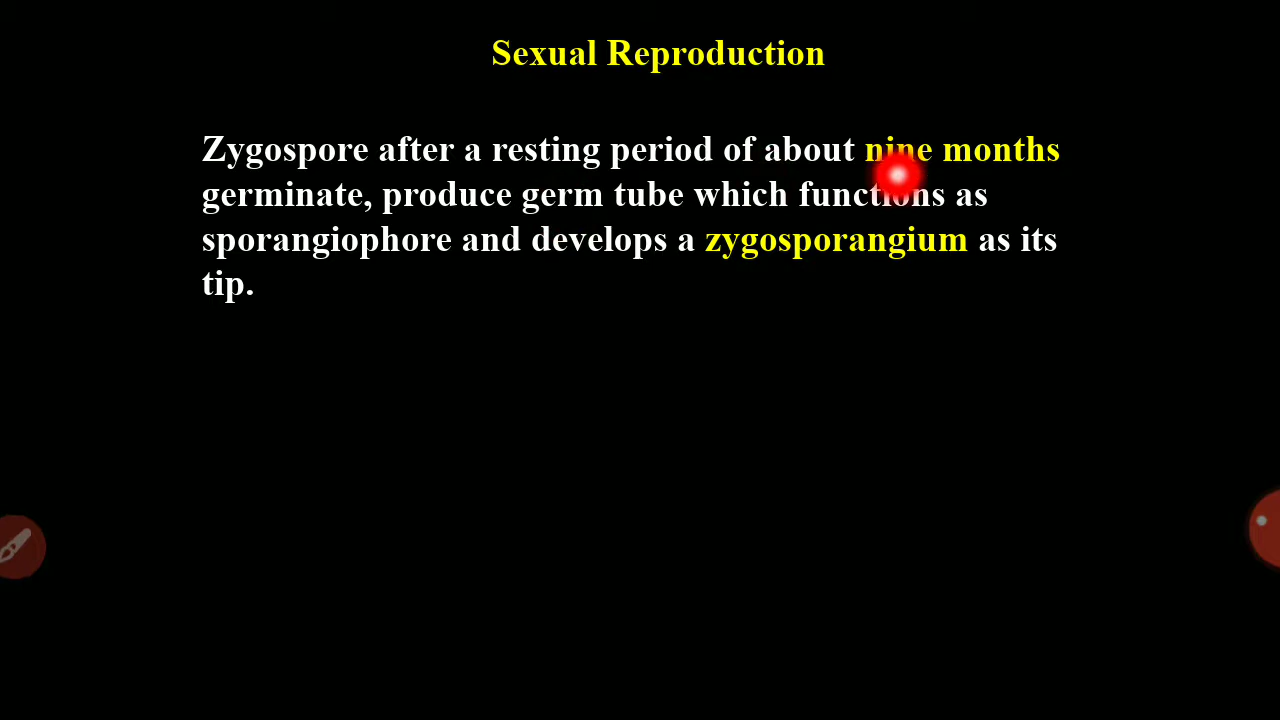 Sexual Reproduction
Zygospore after a resting period of about nine months
germinate, produce germ tube which functions as
sporangiophore and develops a zygosporangium as its
tip.